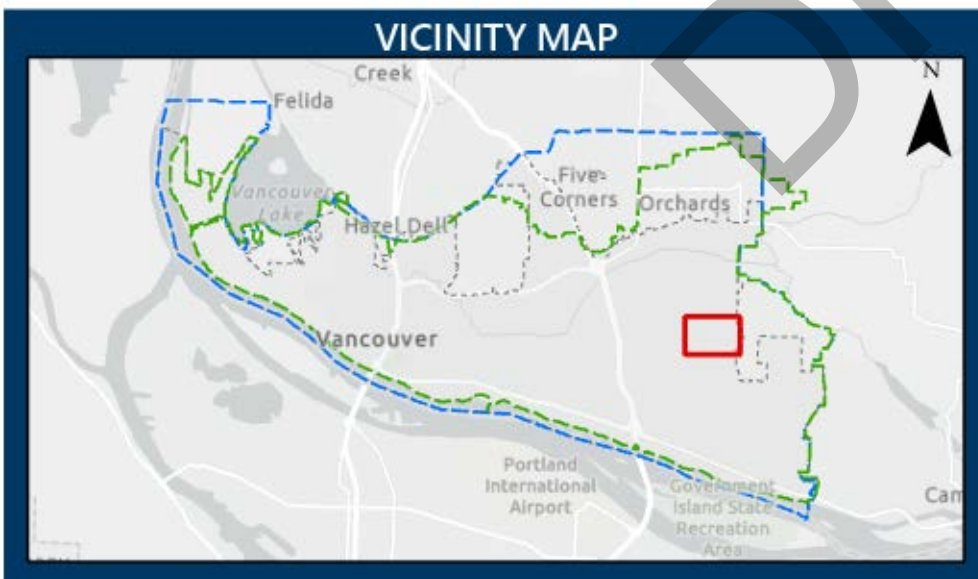 VICINITY MAP
N
Creek
Felida
Vancouver
Lake
Five
Corners
Orchards
Hazel Dell
Vancouver
Portland
International
Airport
Government
Island State
Recreation
Area
Cam